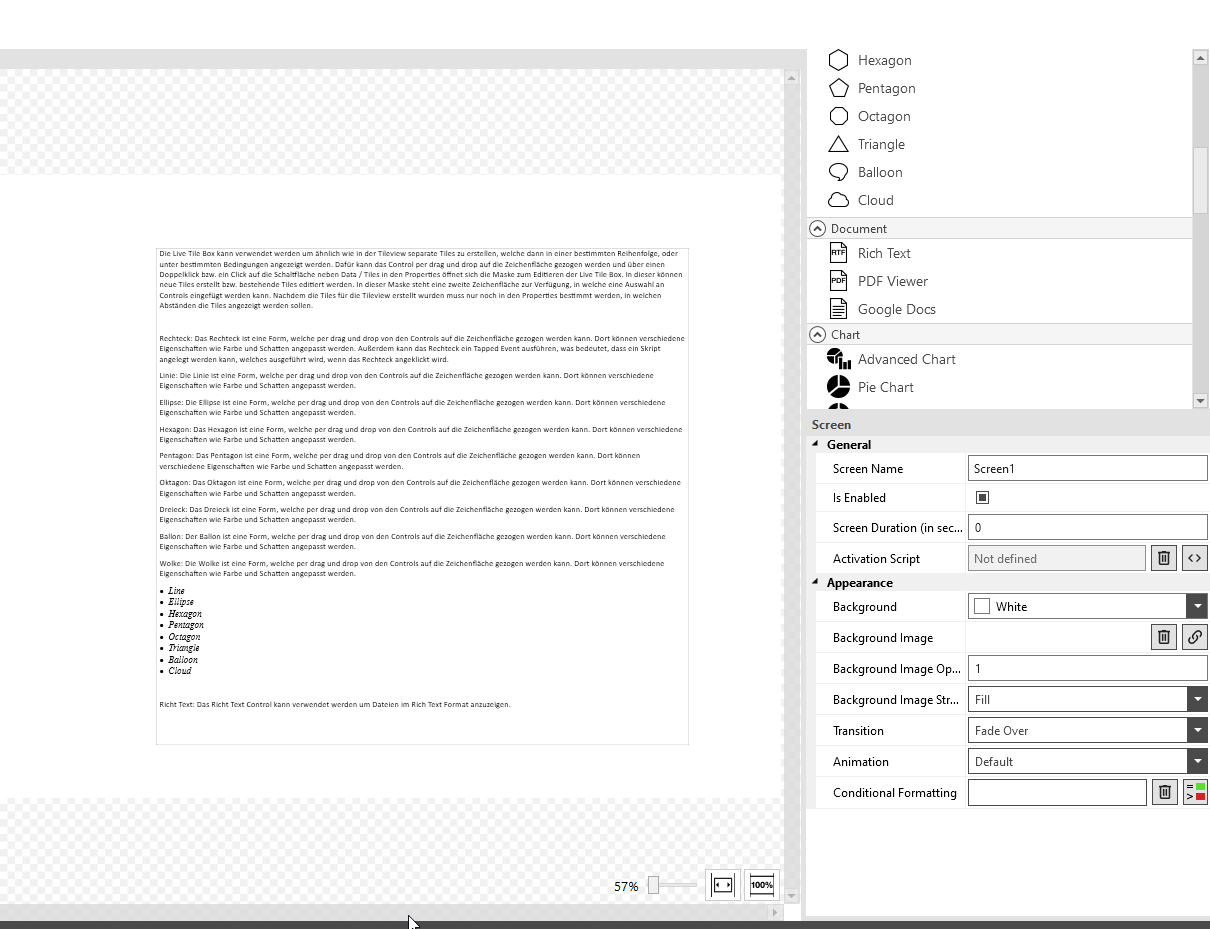 Die Live Tile Box kann verwendet werden um ähnlich wie in der Tileview separate Tiles zu erstellen, welche dann in einer bestimmten Reihenfolge, oder
unter bestimmten Bedingungen angezeigt werden. Dafür kann das Control per drag und drop auf die Zeichenfläche gezogen werden und über einen
Doppelklick bzw. ein Click auf die Schaltfläche neben Data / Tiles in den Properties öffnet sich die Maske zum Editieren der Live Tile Box. In dieser können
neue Tiles erstellt bzw. bestehende Tiles editiert werden. In dieser Maske steht eine zweite Zeichenfläche zur Verfügung, in welche eine Auswahl an
Controls eingefügt werden kann. Nachdem die Tiles für die Tileview erstellt wurden muss nur noch in den Properties bestimmt werden, in welchen
Abständen die Tiles angezeigt werden sollen.
Rechteck: Das Rechteck ist eine Form, welche per drag und drop von den Controls auf die Zeichenfläche gezogen werden kann. Dort können verschiedene
Eigenschaften wie Farbe und Schatten angepasst werden. Außerdem kann das Rechteck ein Tapped Event ausführen, was bedeutet, dass ein Skript
angelegt werden kann, welches ausgeführt wird, wenn das Rechteck angeklickt wird.
Linie: Die Linie ist eine Form, welche per drag und drop von den Controls auf die Zeichenfläche gezogen werden kann. Dort können verschiedene
Eigenschaften wie Farbe und Schatten angepasst werden.
Ellipse: Die Ellipse ist eine Form, welche per drag und drop von den Controls auf die Zeichenfläche gezogen werden kann. Dort können verschiedene
Eigenschaften wie Farbe und Schatten angepasst werden.
Hexagon: Das Hexagon ist eine Form, welche per drag und drop von den Controls auf die Zeichenfläche gezogen werden kann. Dort können verschiedene
Eigenschaften wie Farbe und Schatten angepasst werden.
Pentagon: Das Pentagon ist eine Form, welche per drag und drop von den Controls auf die Zeichenfläche gezogen werden kann. Dort können
verschiedene Eigenschaften wie Farbe und Schatten angepasst werden.
Oktagon: Das Oktagon ist eine Form, welche per drag und drop von den Controls auf die Zeichenfläche gezogen werden kann. Dort können verschiedene
Eigenschaften wie Farbe und Schatten angepasst werden.
Dreieck: Das Dreieck ist eine Form, welche per drag und drop von den Controls auf die Zeichenfläche gezogen werden kann. Dort können verschiedene
Eigenschaften wie Farbe und Schatten angepasst werden.
Ballon: Der Ballon ist eine Form, welche per drag und drop von den Controls auf die Zeichenfläche gezogen werden kann. Dort können verschiedene
Eigenschaften wie Farbe und Schatten angepasst werden.
Wolke: Die Wolke ist eine Form, welche per drag und drop von den Controls auf die Zeichenfläche gezogen werden kann. Dort können verschiedene
Eigenschaften wie Farbe und Schatten angepasst werden.
• Line
• Ellipse
• Hexagon
• Pentagon
• Octagon
• Triangle
• Balloon
• Cloud
Richt Text: Das Richt Text Control kann verwendet werden um Dateien im Rich Text Format anzuzeigen.
57%
100%
Hexagon
Pentagon
Octagon
Triangle
Balloon
Cloud
Document
RTF Rich Text
PDF PDF Viewer
Google Docs
Chart
Advanced Chart
Pie Chart
Screen
General
Screen Name Screen1
Is Enabled
Screen Duration (in sec... 0
Activation Script Not defined
Appearance
Background White
Background Image
Background Image Op... 1
Background Image Str... Fill
Transition Fade Over
Animation Default
Conditional Formatting